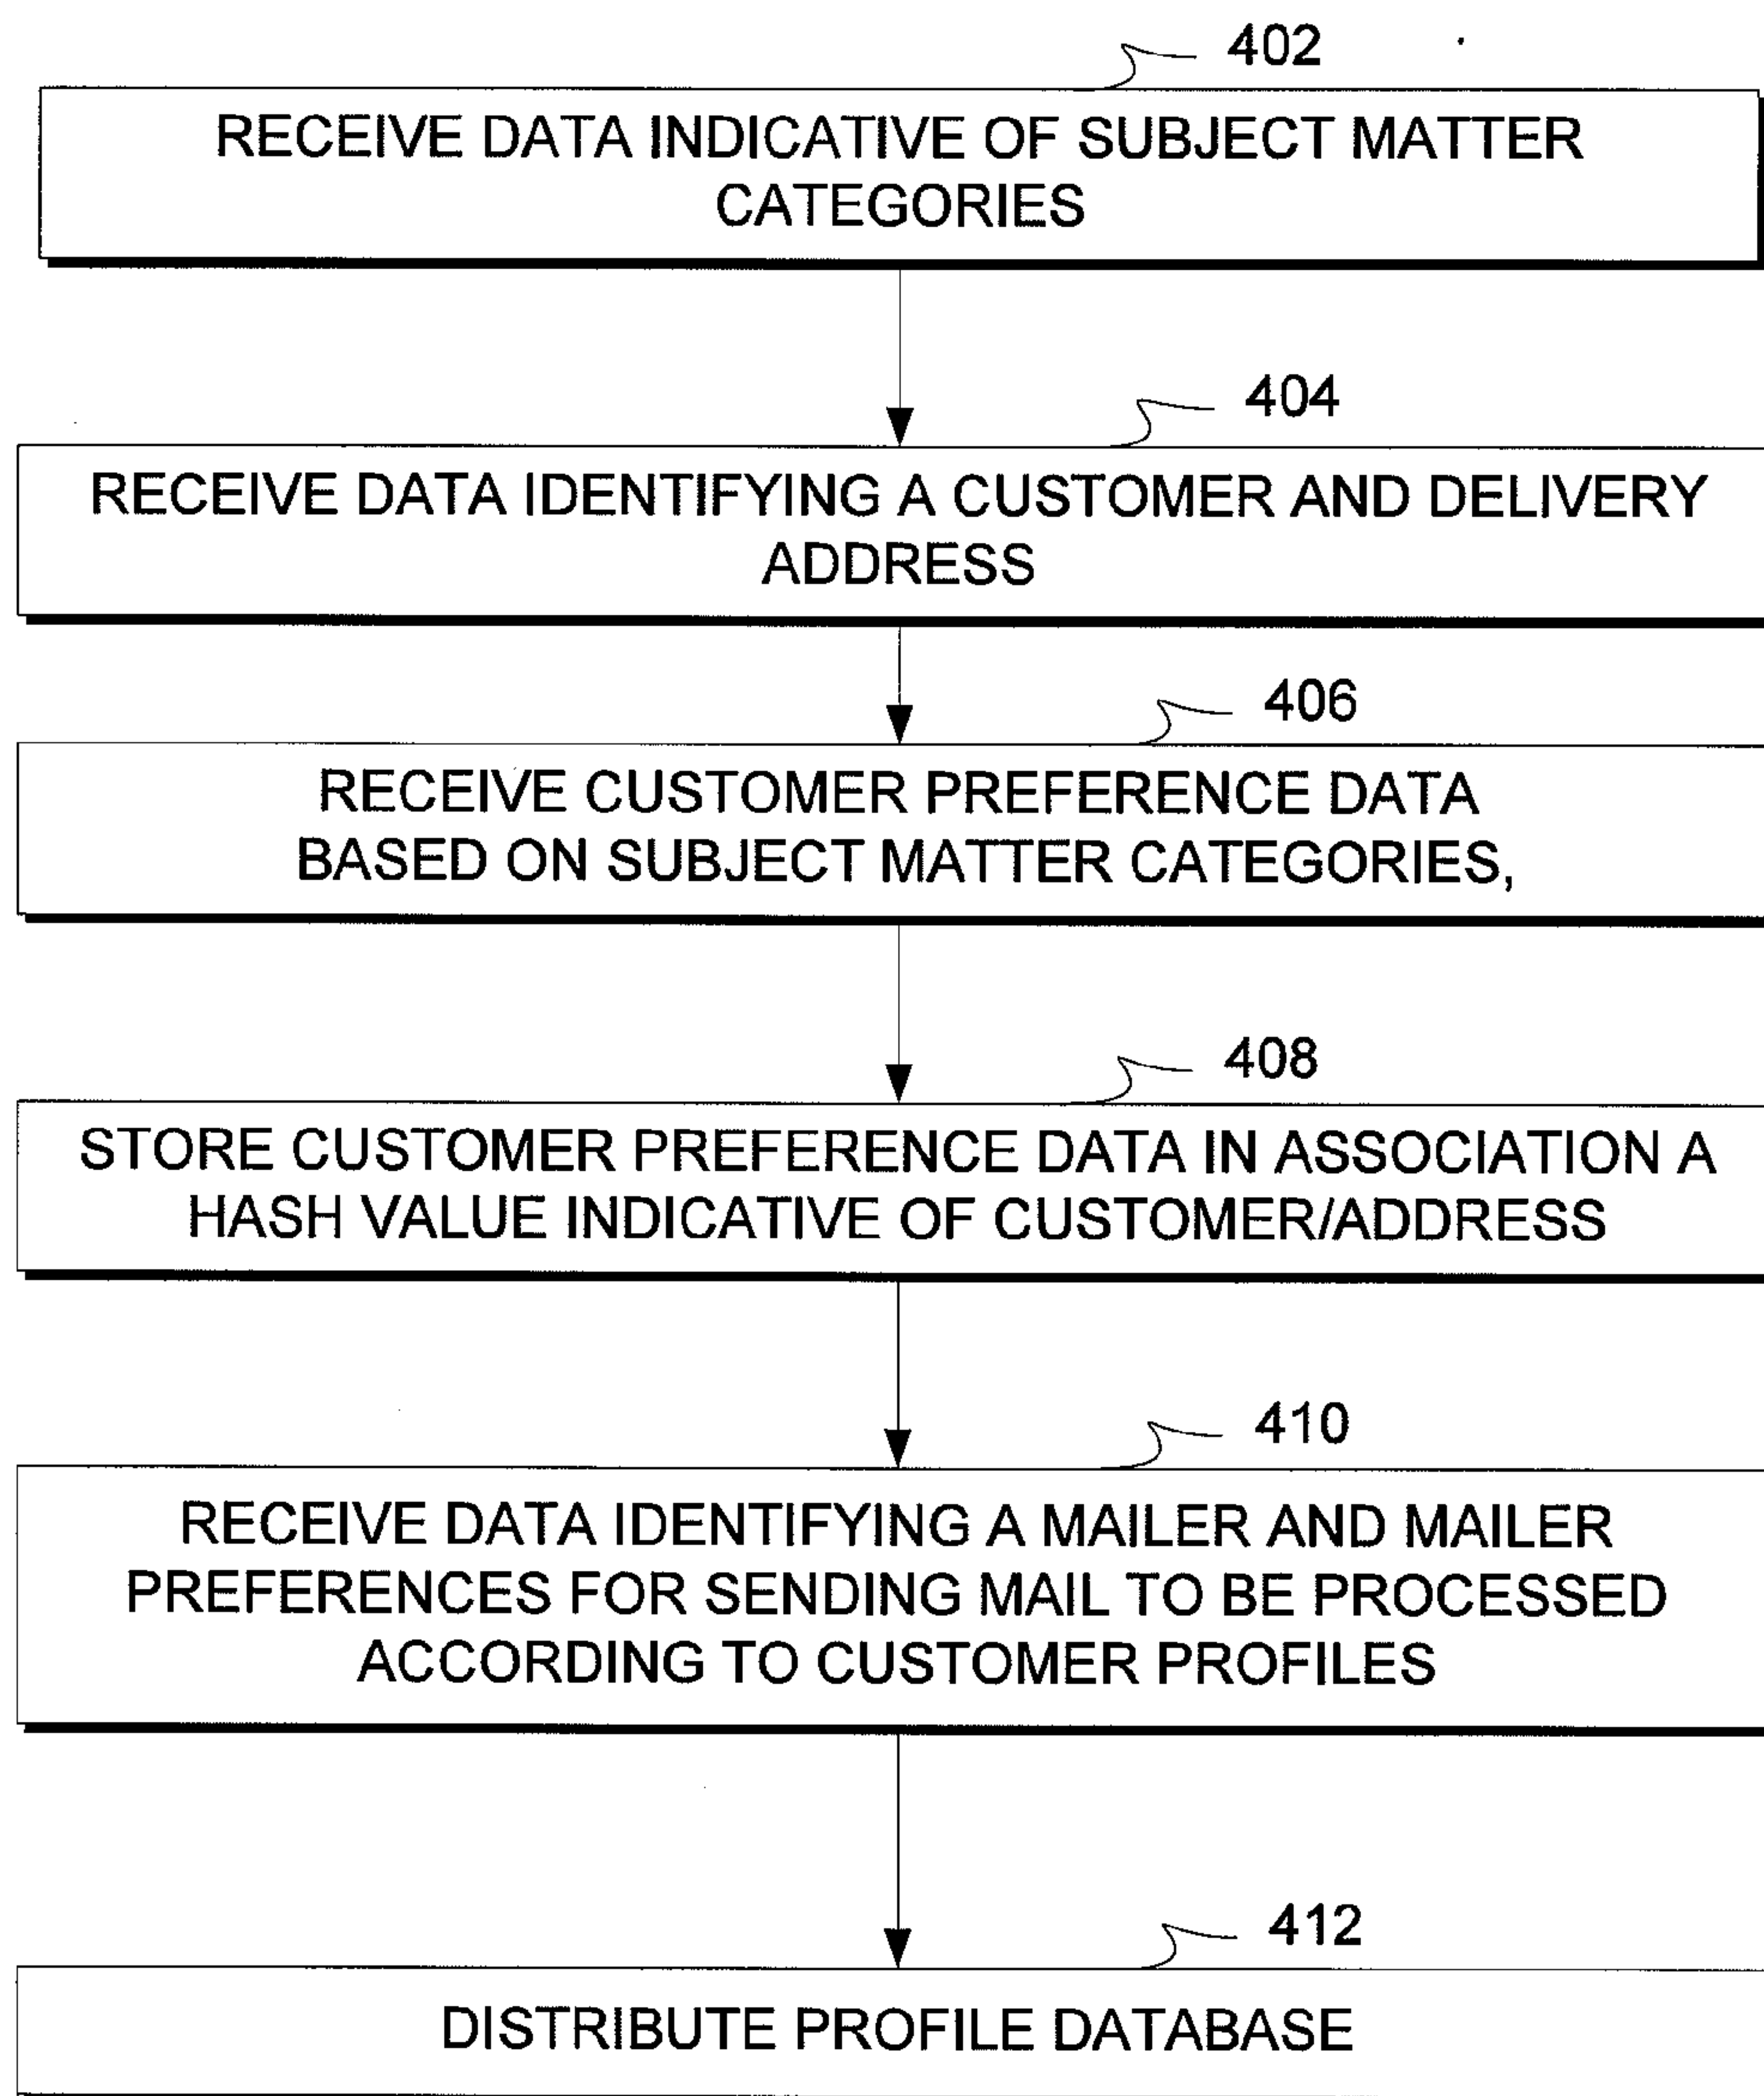 402
RECEIVE DATA INDICATIVE OF SUBJECT MATTER
CATEGORIES
404
RECEIVE DATA IDENTIFYING A CUSTOMER AND DELIVERY
ADDRESS
406
RECEIVE CUSTOMER PREFERENCE DATA
BASED ON SUBJECT MATTER CATEGORIES,
408
STORE CUSTOMER PREFERENCE DATA IN ASSOCIATION A
HASH VALUE INDICATIVE OF CUSTOMER/ADDRESS
410
RECEIVE DATA IDENTIFYING A MAILER AND MAILER
PREFERENCES FOR SENDING MAIL TO BE PROCESSED
ACCORDING TO CUSTOMER PROFILES
412
DISTRIBUTE PROFILE DATABASE